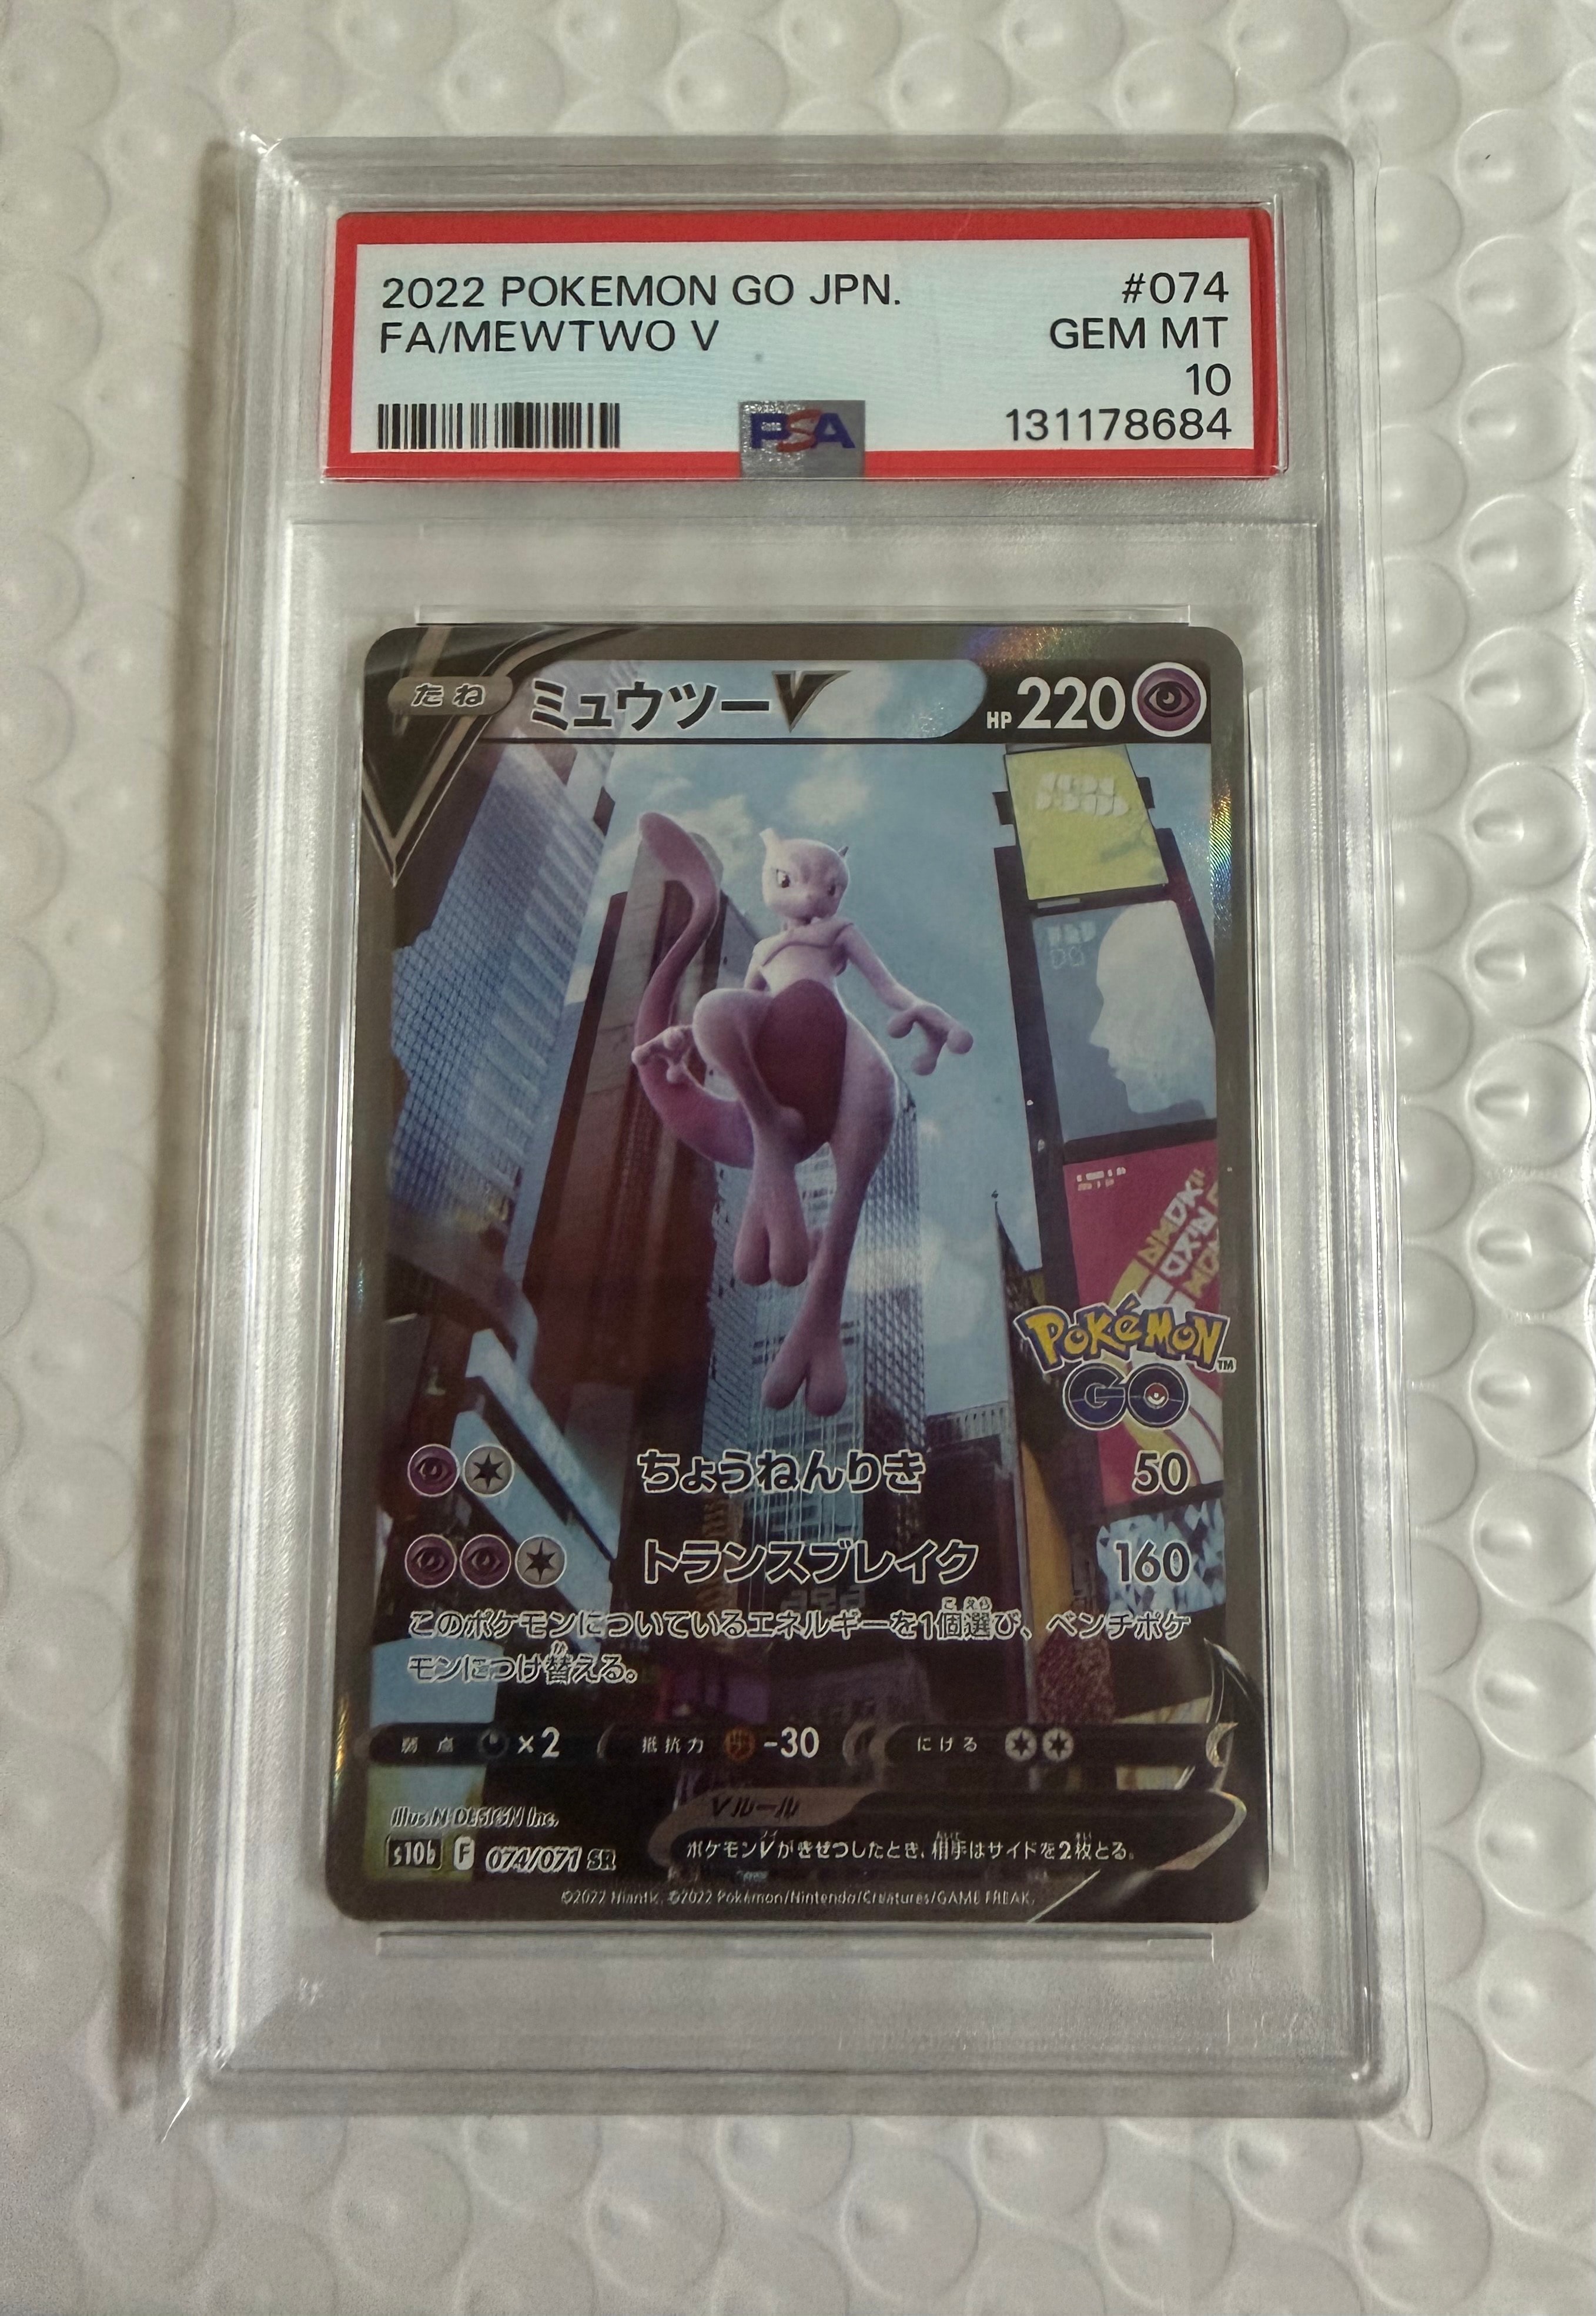 2022 POKEMON GO JPN. #074
FA/MEWTWO V GEM MT
10
PSA 131178684
たね ミュウツーV HP 220
POKéMON™
GO
ちょうねんりき 50
トランスブレイク 160
このポケモンについているエネルギーを1個選び、ベンチポケ
モンにつけ替える。
弱点 ×2 抵抗力 -30 にげる
Illus.N-DESIGN Inc.
Vルール
s10b F 074/071 SR ポケモンVがきぜつしたとき、相手はサイドを2枚とる。
©2022 Niantic, ©2022 Pokémon/Nintendo/Creatures/GAME FREAK.